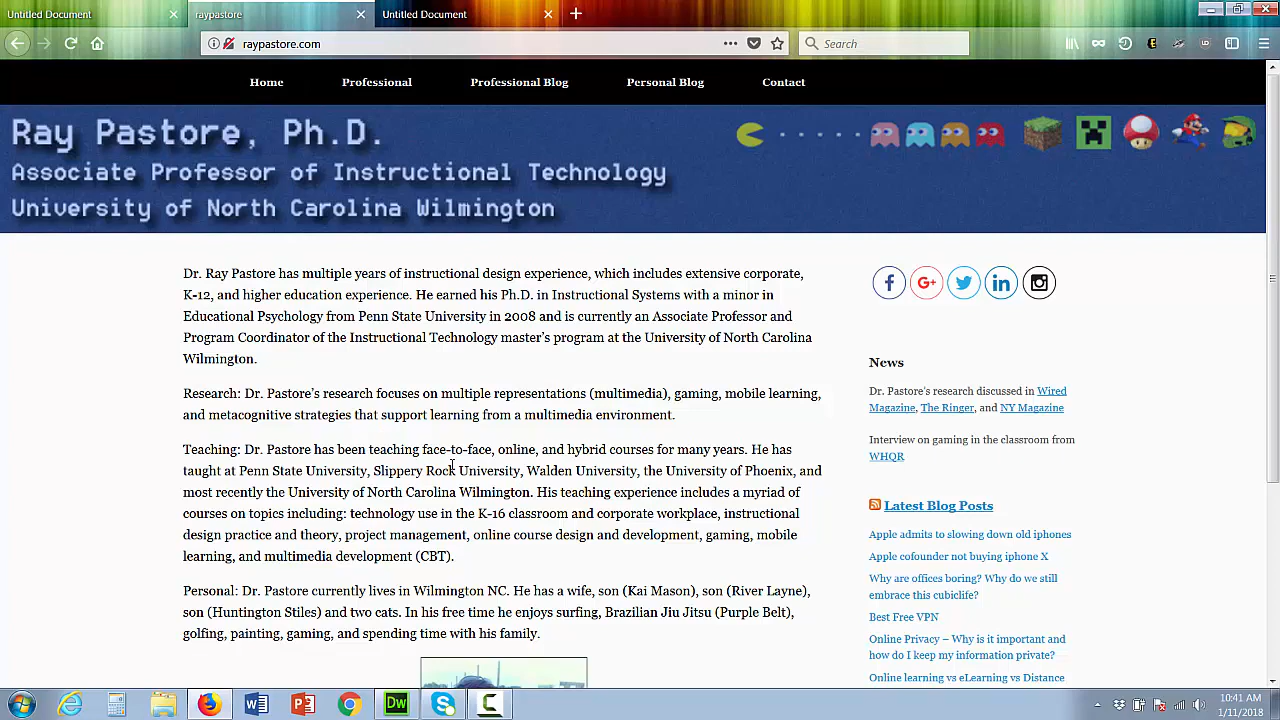 Untitled Document
raypastore
Untitled Document
raypastore.com
Search
Home Professional Professional Blog Personal Blog Contact
Ray Pastore, Ph.D.
Associate Professor of Instructional Technology
University of North Carolina Wilmington
Dr. Ray Pastore has multiple years of instructional design experience, which includes extensive corporate,
K-12, and higher education experience. He earned his Ph.D. in Instructional Systems with a minor in
Educational Psychology from Penn State University in 2008 and is currently an Associate Professor and
Program Coordinator of the Instructional Technology master's program at the University of North Carolina
Wilmington.
Research: Dr. Pastore's research focuses on multiple representations (multimedia), gaming, mobile learning,
and metacognitive strategies that support learning from a multimedia environment.
Teaching: Dr. Pastore has been teaching face-to-face, online, and hybrid courses for many years. He has
taught at Penn State University, Slippery Rock University, Walden University, the University of Phoenix, and
most recently the University of North Carolina Wilmington. His teaching experience includes a myriad of
courses on topics including: technology use in the K-16 classroom and corporate workplace, instructional
design practice and theory, project management, online course design and development, gaming, mobile
learning, and multimedia development (CBT).
Personal: Dr. Pastore currently lives in Wilmington NC. He has a wife, son (Kai Mason), son (River Layne),
son (Huntington Stiles) and two cats. In his free time he enjoys surfing, Brazilian Jiu Jitsu (Purple Belt),
golfing, painting, gaming, and spending time with his family.
News
Dr. Pastore's research discussed in Wired
Magazine, The Ringer, and NY Magazine
Interview on gaming in the classroom from
WHQR
Latest Blog Posts
Apple admits to slowing down old iphones
Apple cofounder not buying iphone X
Why are offices boring? Why do we still
embrace this cubiclife?
Best Free VPN
Online Privacy – Why is it important and
how do I keep my information private?
Online learning vs eLearning vs Distance
10:41 AM
1/11/2018